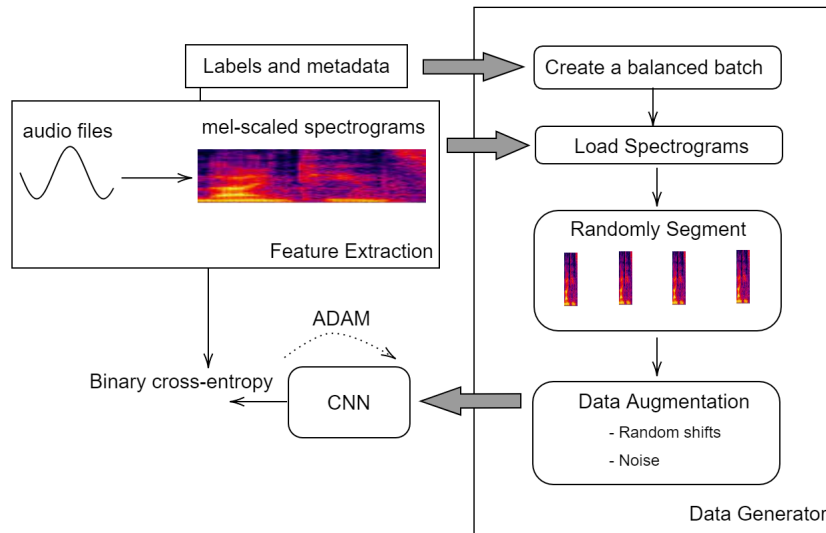 Labels and metadata
audio files
mel-scaled spectrograms
Feature Extraction
ADAM
Binary cross-entropy
CNN
Create a balanced batch
Load Spectrograms
Randomly Segment
Data Augmentation
- Random shifts
- Noise
Data Generator